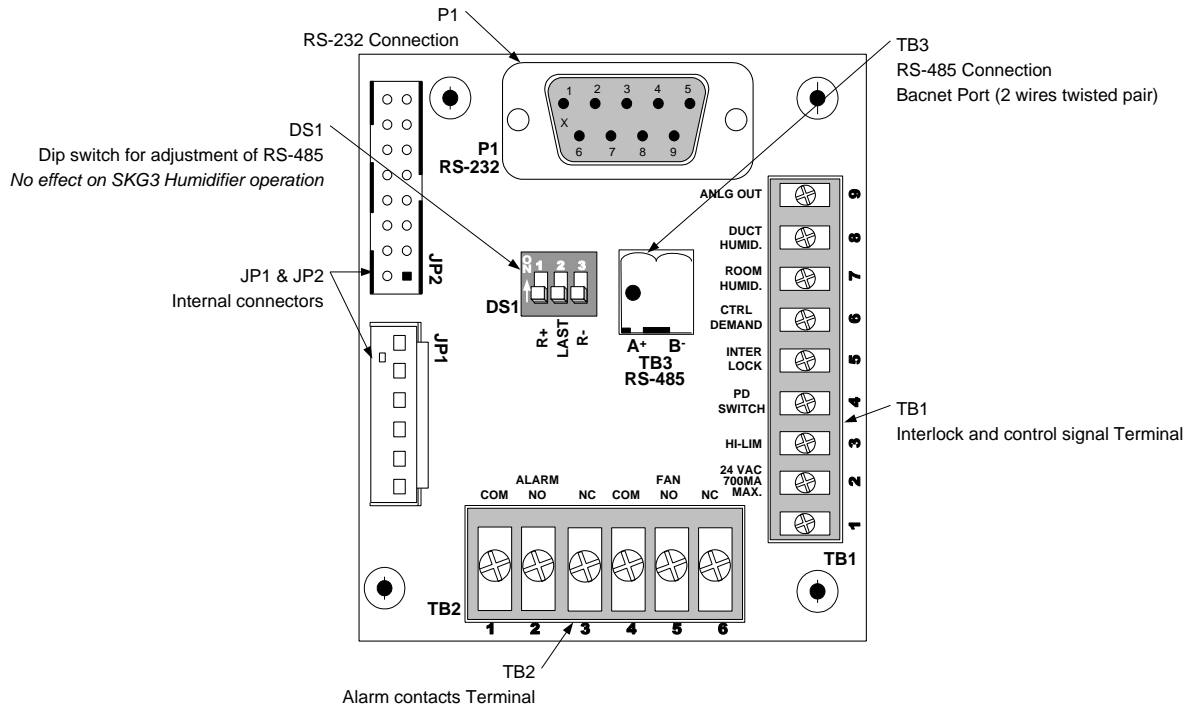 P1
RS-232 Connection
TB3
RS-485 Connection
Bacnet Port (2 wires twisted pair)
DS1
Dip switch for adjustment of RS-485
No effect on SKG3 Humidifier operation
JP1 & JP2
Internal connectors
1 2 3 4 5
X
6 7 8 9
P1
RS-232
JP2
JP1
ON
1 2 3
DS1
R+
LAST
R-
A+ B-
TB3
RS-485
ANLG OUT 9
DUCT
HUMID. 8
ROOM
HUMID. 7
CTRL
DEMAND 6
INTER
LOCK 5
PD
SWITCH 4
HI-LIM 3
24 VAC
700MA
MAX. 2
1
TB1
TB1
Interlock and control signal Terminal
ALARM FAN
COM NO NC COM NO NC
TB2
1 2 3 4 5 6
TB2
Alarm contacts Terminal